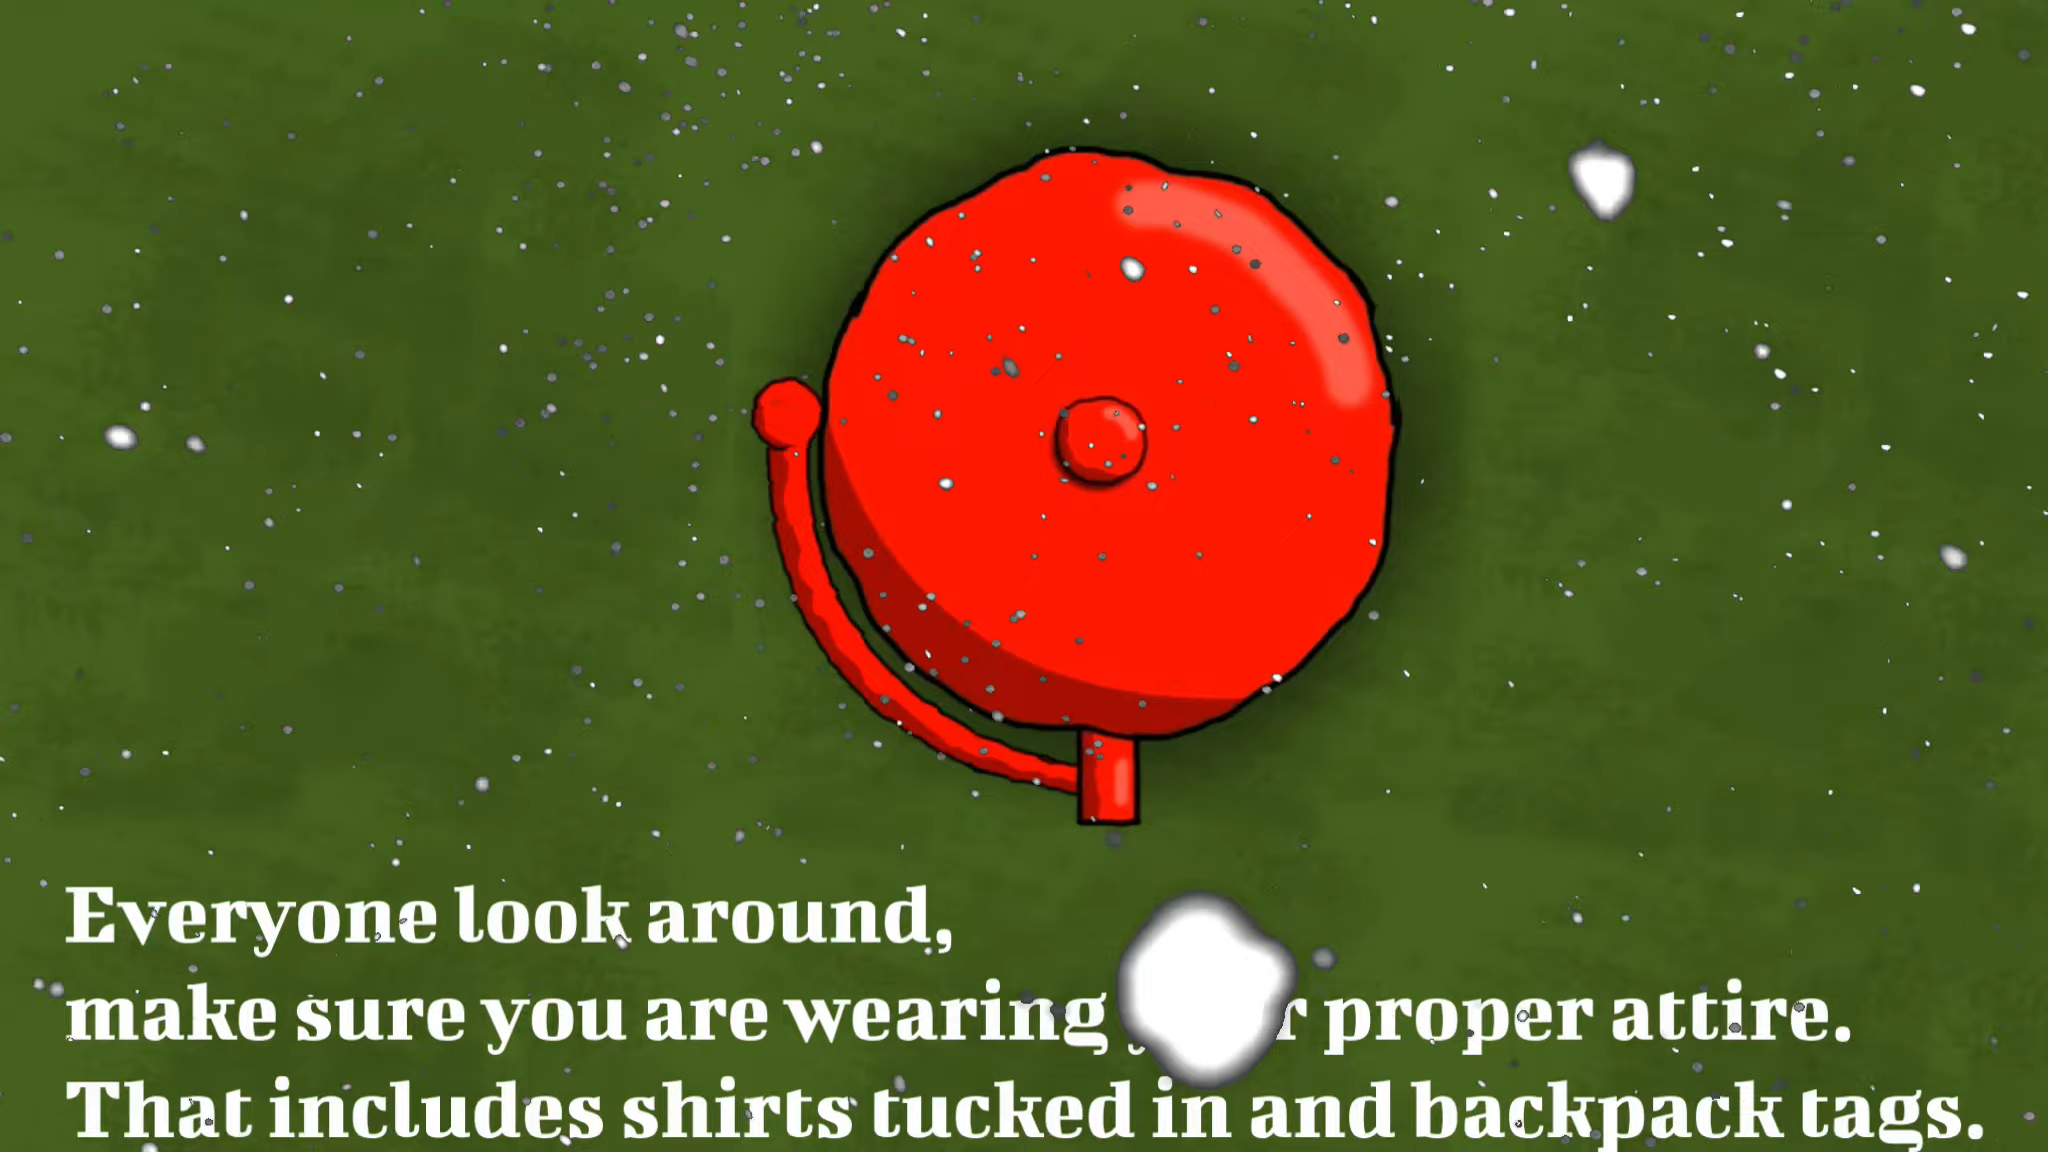 Everyone look around,
make sure you are wearing proper attire.
That includes shirts tucked in and backpack tags.